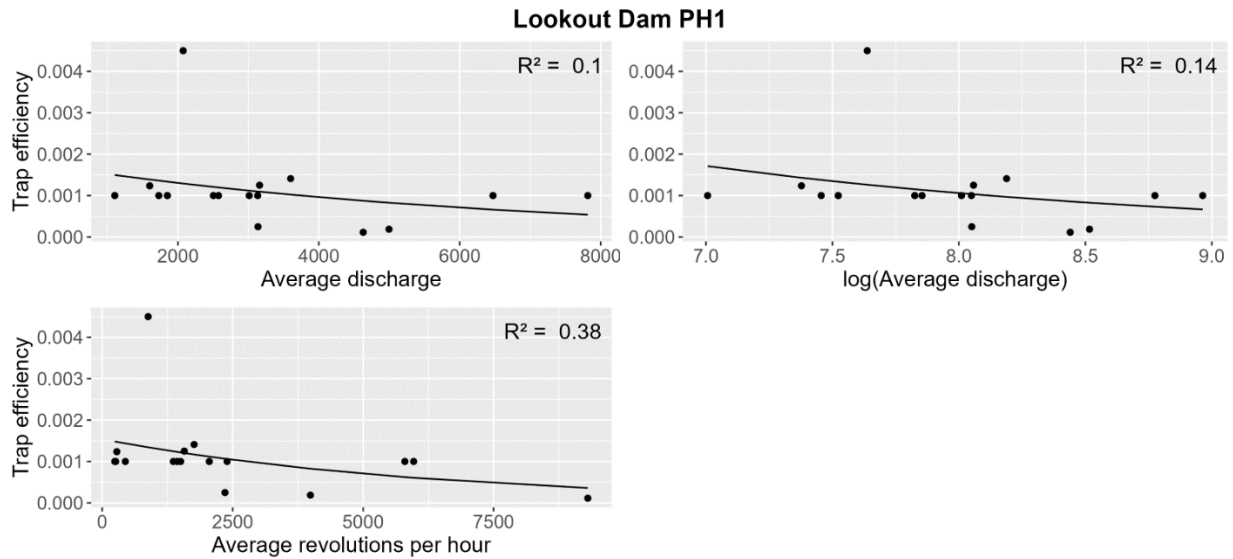 Lookout Dam PH1
Trap efficiency
0.004
0.003
0.002
0.001
0.000
R² = 0.1
2000 4000 6000 8000
Average discharge
Trap efficiency
0.004
0.003
0.002
0.001
0.000
R² = 0.14
7.0 7.5 8.0 8.5 9.0
log(Average discharge)
Trap efficiency
0.004
0.003
0.002
0.001
0.000
R² = 0.38
0 2500 5000 7500
Average revolutions per hour